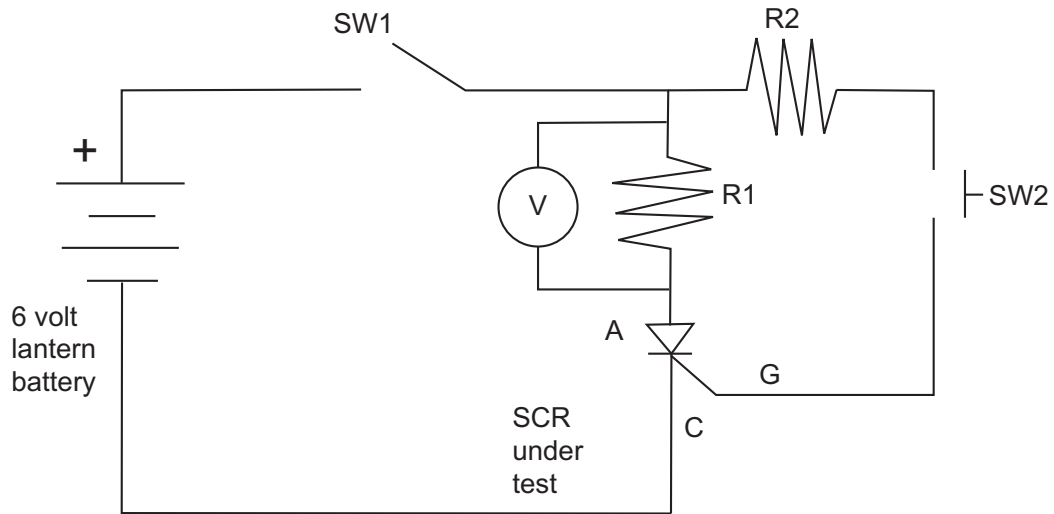 SW1
R2
+
V
R1
SW2
6 volt
lantern
battery
A
G
C
SCR
under
test